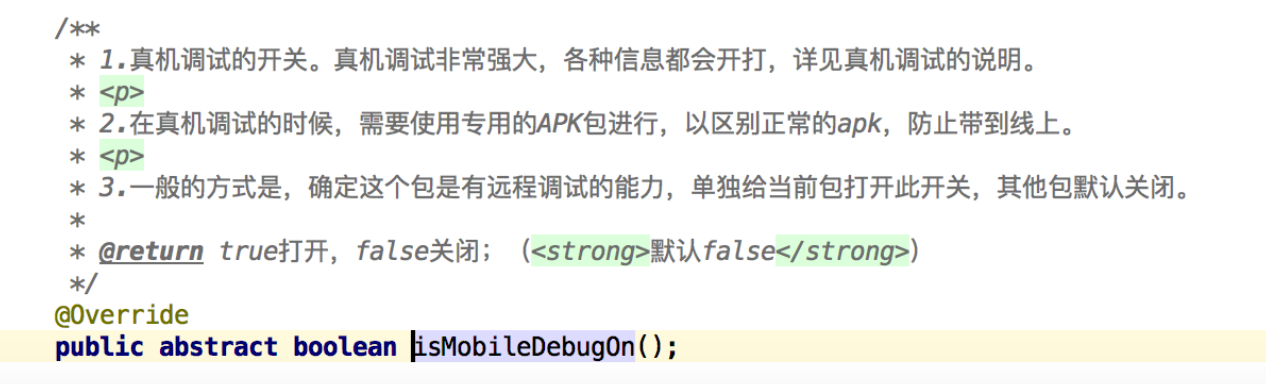 /**
* 1.真机调试的开关。真机调试非常强大，各种信息都会开打，详见真机调试的说明。
* <p>
* 2.在真机调试的时候，需要使用专用的APK包进行，以区别正常的apk，防止带到线上。
* <p>
* 3.一般的方式是，确定这个包是有远程调试的能力，单独给当前包打开此开关，其他包默认关闭。
*
* @return true打开，false关闭；（<strong>默认false</strong>）
*/
@Override
public abstract boolean isMobileDebugOn();